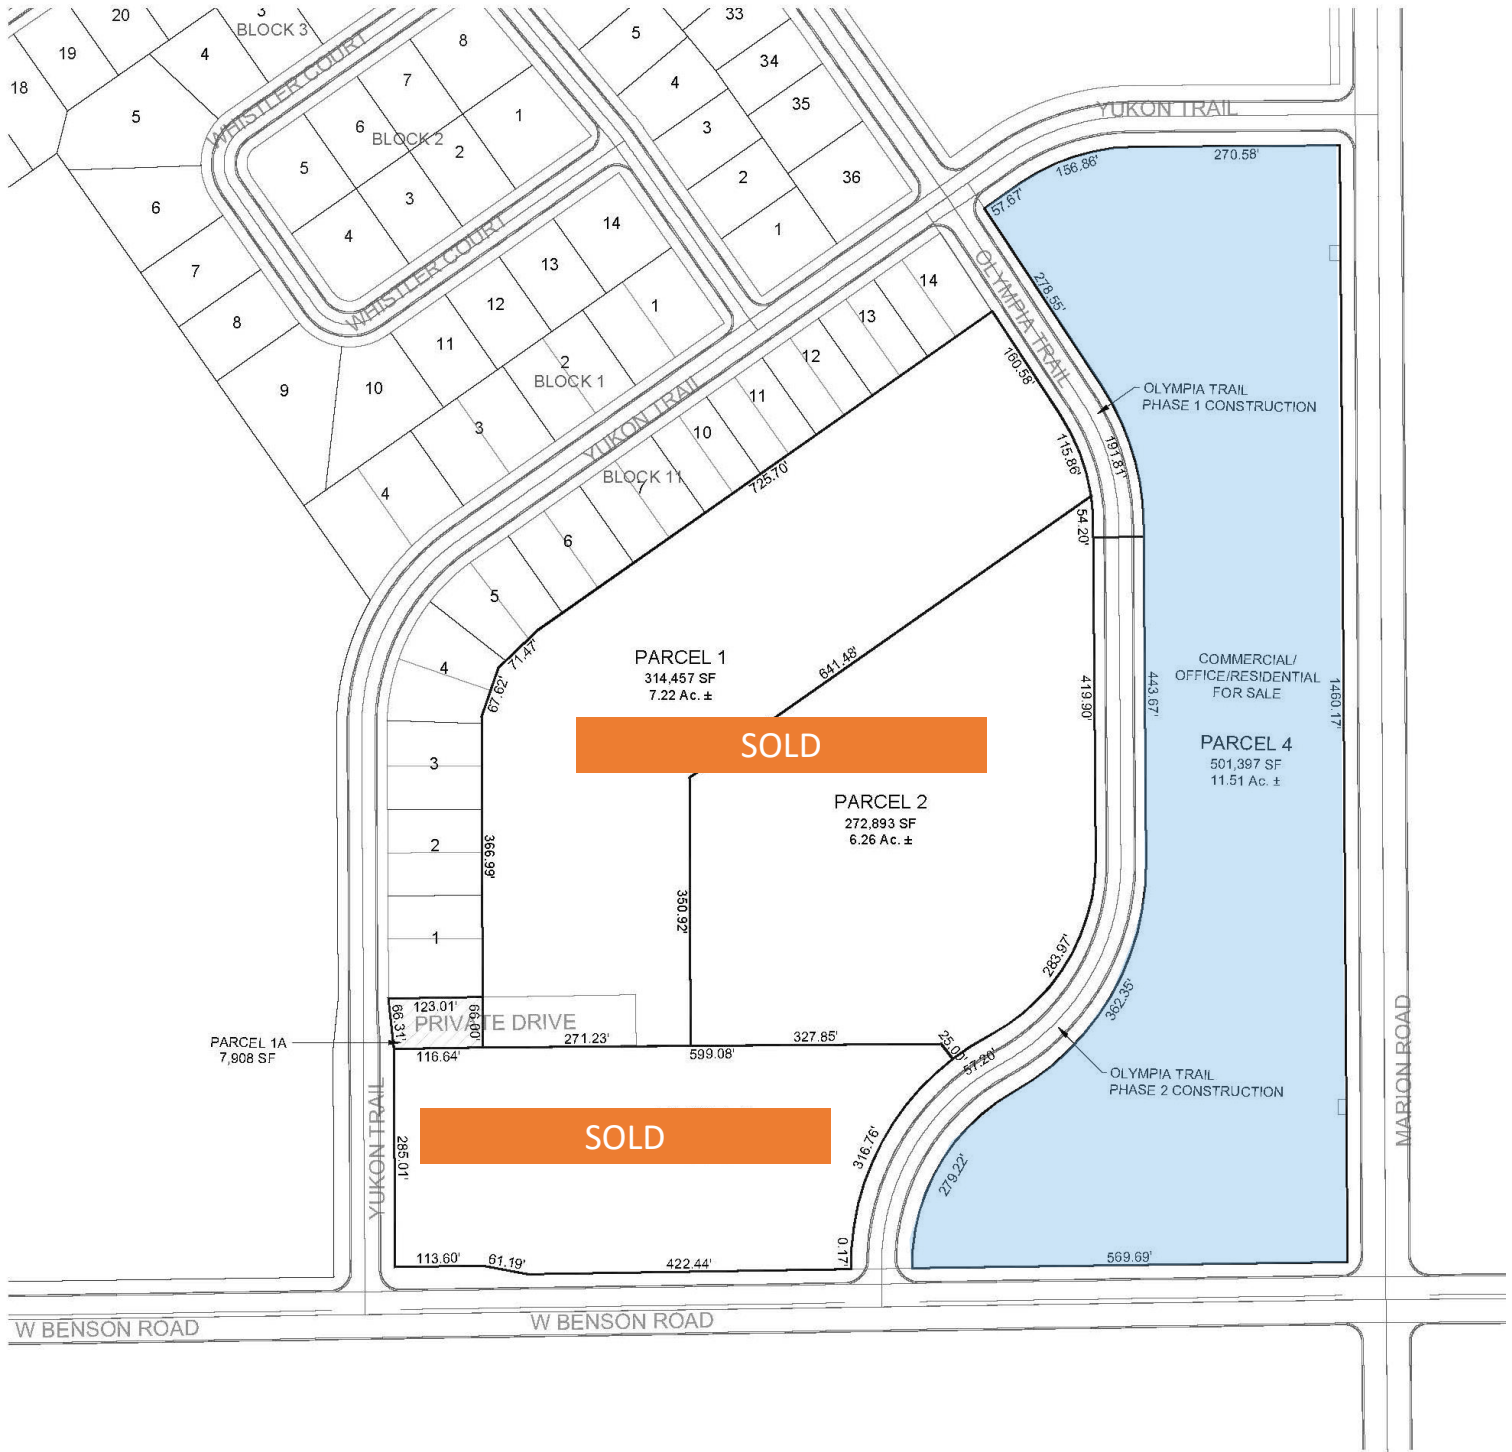 20
3
BLOCK 3
19
4
18
5
WHISTLER COURT
8
7
6
BLOCK 2
1
2
5
3
4
6
WHISTLER COURT
14
13
12
11
7
8
9
10
1
2
BLOCK 1
3
4
33
5
34
4
35
3
2
36
1
YUKON TRAIL
YUKON TRAIL
BLOCK 11
14
13
12
11
10
7
6
5
4
3
2
1
270.58'
156.86'
57.67'
278.55'
OLYMPIA TRAIL
160.58'
OLYMPIA TRAIL
PHASE 1 CONSTRUCTION
191.81'
115.86'
54.20'
725.70'
71.47'
67.62'
PARCEL 1
314,457 SF
7.22 Ac. ±
641.48'
419.90'
443.67'
COMMERCIAL/
OFFICE/RESIDENTIAL
FOR SALE
1460.17'
PARCEL 4
501,397 SF
11.51 Ac. ±
SOLD
PARCEL 2
272,893 SF
6.26 Ac. ±
366.99'
350.92'
283.97'
362.35'
123.01'
66.31'
66.00'
PRIVATE DRIVE
PARCEL 1A
7,908 SF
116.64'
271.23'
599.08'
327.85'
25.00'
57.20'
OLYMPIA TRAIL
PHASE 2 CONSTRUCTION
MARION ROAD
SOLD
YUKON TRAIL
285.01'
316.76'
279.22'
113.60'
61.19'
422.44'
0.17'
569.69'
W BENSON ROAD
W BENSON ROAD